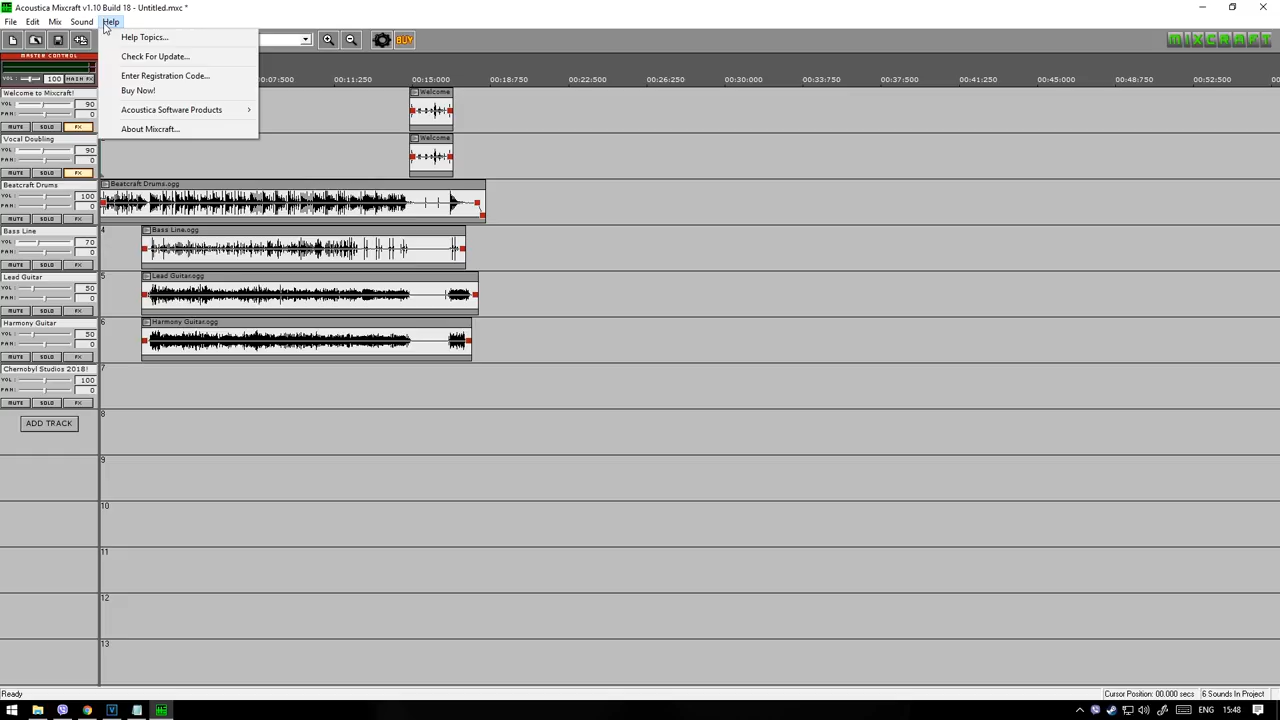 Acoustica Mixcraft v1.10 Build 18 - Untitled.mxc *
File Edit Mix Sound Help
Help Topics...
Check For Update...
Enter Registration Code...
Buy Now!
Acoustica Software Products
About Mixcraft...
BUY
MIXCRAFT
MASTER CONTROL
VOL: 100 MAIN FX
00:07:500 00:11:250 00:15:000 00:18:750 00:22:500 00:26:250 00:30:000 00:33:750 00:37:500 00:41:250 00:45:000 00:48:750 00:52:500
Welcome to Mixcraft!
VOL 90
PAN: 0
MUTE SOLO FX
Welcome
Vocal Doubling
VOL 90
PAN: 0
MUTE SOLO FX
Welcome
Beatcraft Drums
VOL 100
PAN: 0
MUTE SOLO FX
Beatcraft Drums.ogg
Bass Line
VOL 70
PAN: 0
MUTE SOLO FX
4
Bass Line.ogg
Lead Guitar
VOL 50
PAN: 0
MUTE SOLO FX
5
Lead Guitar.ogg
Harmony Guitar
VOL 50
PAN: 0
MUTE SOLO FX
6
Harmony Guitar.ogg
Chernobyl Studios 2018!
VOL 100
PAN: 0
MUTE SOLO FX
7
ADD TRACK
8
9
10
11
12
13
Ready
Cursor Position: 00.000 secs
6 Sounds In Project
ENG 15:48